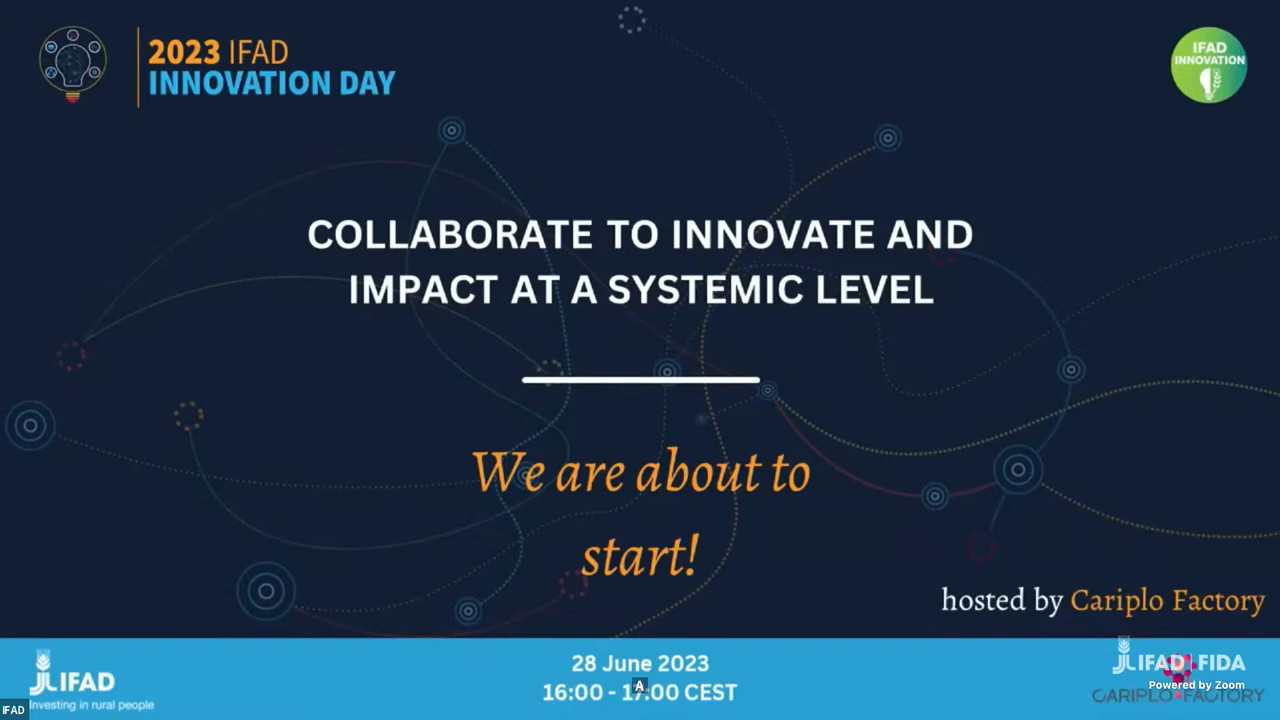 2023 IFAD
INNOVATION DAY
IFAD
INNOVATION
COLLABORATE TO INNOVATE AND
IMPACT AT A SYSTEMIC LEVEL
We are about to
start!
hosted by Cariplo Factory
IFAD
Investing in rural people
28 June 2023
16:00 - 17:00 CEST
A
IFAD FIDA
Powered by Zoom
CARIPLO FACTORY
IFAD